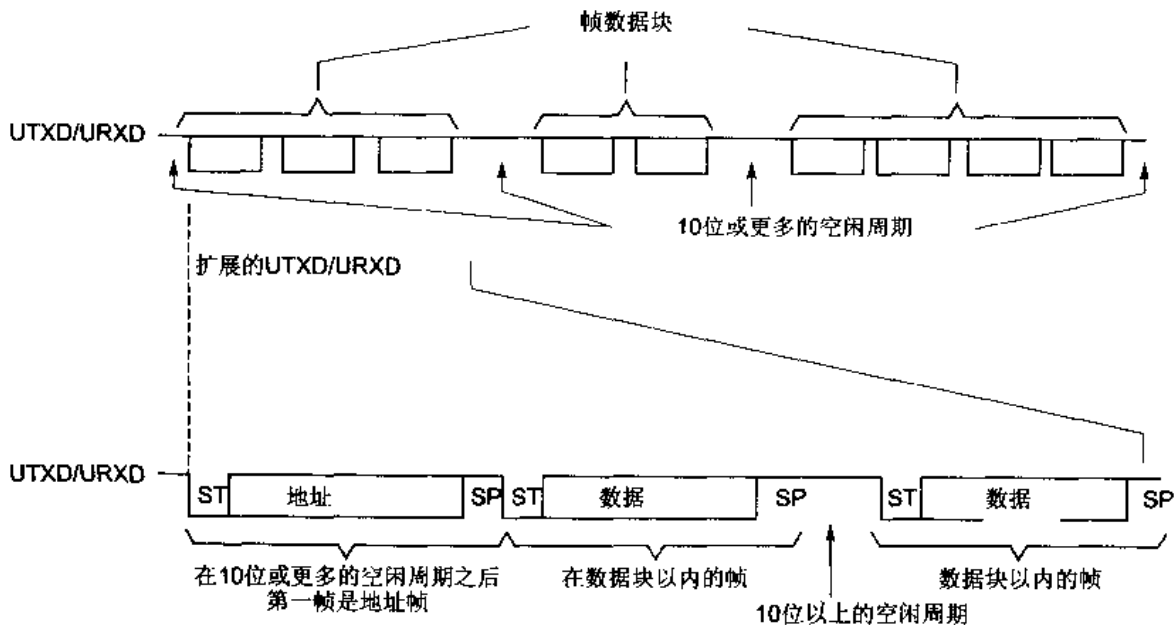 帧数据块
UTXD/URXD
10位或更多的空闲周期
扩展的UTXD/URXD
UTXD/URXD
ST 地址 SP ST 数据 SP ST 数据 SP
在10位或更多的空闲周期之后
第一帧是地址帧
在数据块以内的帧
数据块以内的帧
10位以上的空闲周期